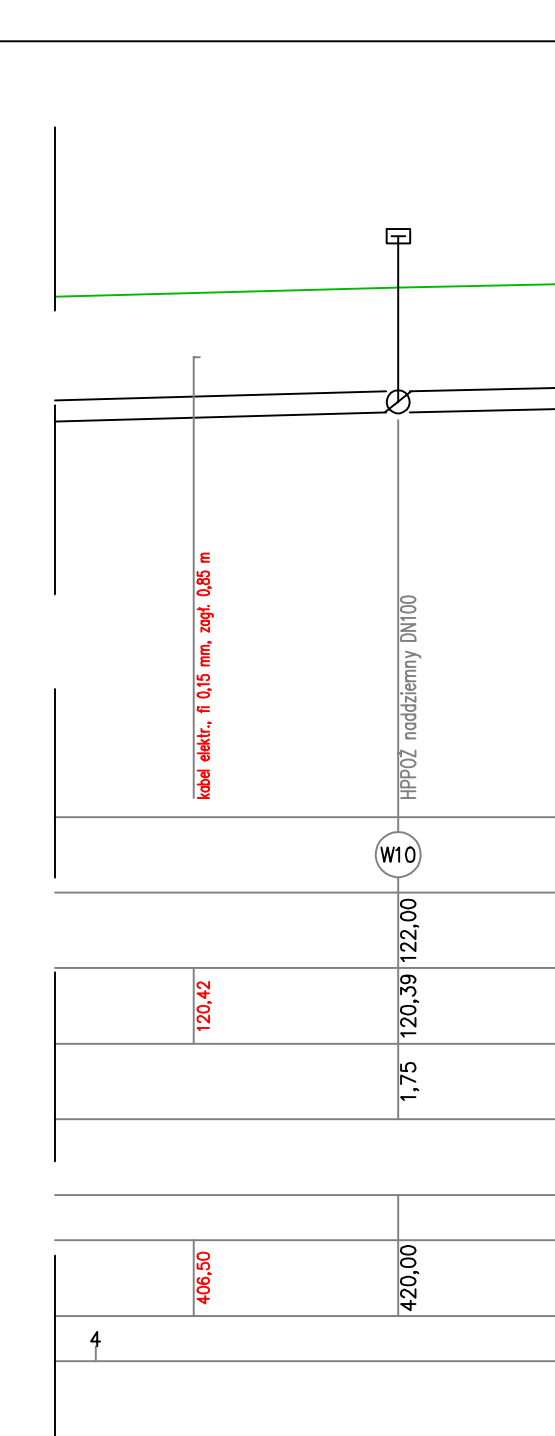 kabel elektr., fi 0,15 mm, zagł. 0,85 m
HPPOŻ naddziemny DN100
W10
122,00
120,42
120,39
1,75
406,50
420,00
4